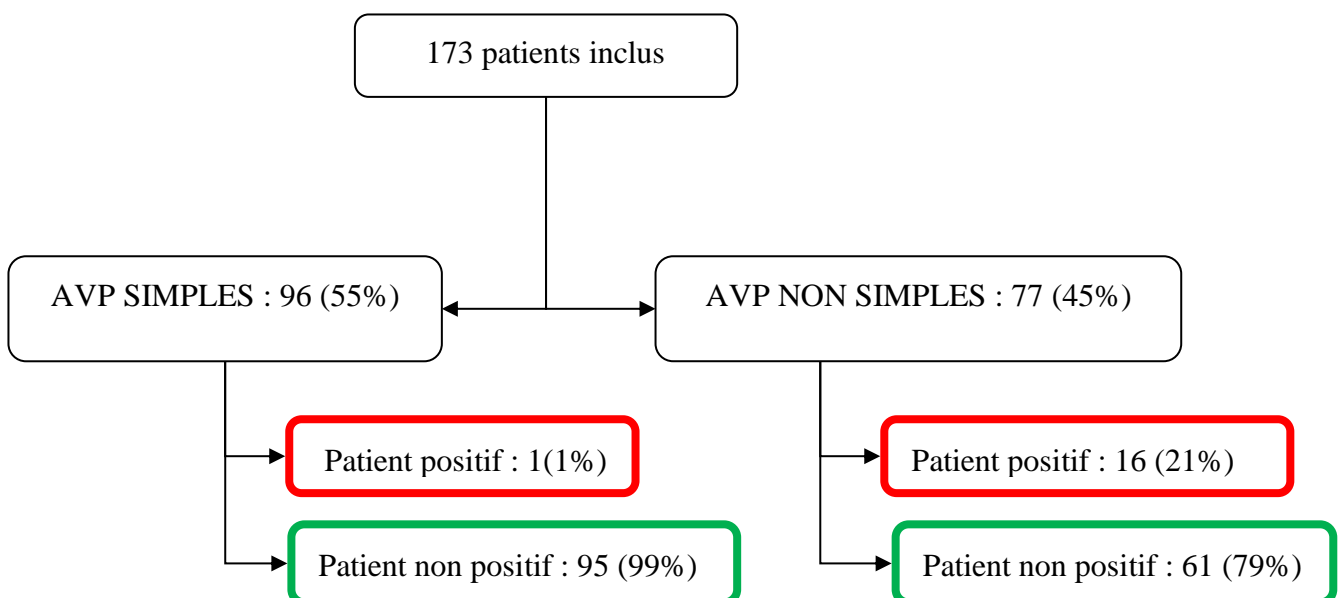 173 patients inclus
AVP SIMPLES : 96 (55%)
AVP NON SIMPLES : 77 (45%)
Patient positif : 1(1%)
Patient positif : 16 (21%)
Patient non positif : 95 (99%)
Patient non positif : 61 (79%)